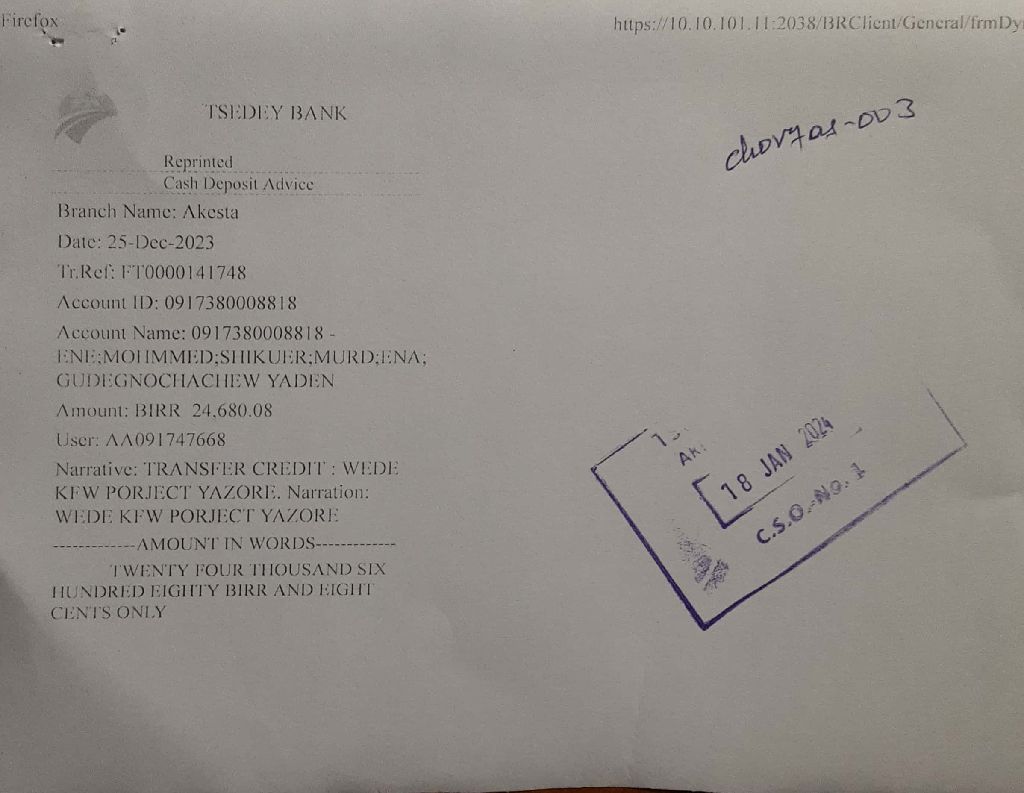 Firefox
https://10.10.101.11:2038/BRClient/General/frmDy
TSEDEY BANK
Reprinted
Cash Deposit Advice
Branch Name: Akesta
Date: 25-Dec-2023
Tr.Ref: FT0000141748
Account ID: 0917380008818
Account Name: 0917380008818 -
ENE;MOHMMED;SHIKUER;MURD;ENA;
GUDEGNOCHACHEW YADEN
Amount: BIRR 24,680.08
User: AA091747668
Narrative: TRANSFER CREDIT : WEDE
KFW PORJECT YAZORE. Narration:
WEDE KFW PORJECT YAZORE
-------------AMOUNT IN WORDS-------------
TWENTY FOUR THOUSAND SIX
HUNDRED EIGHTY BIRR AND EIGHT
CENTS ONLY
18 JAN 2024
C.S.O.-No. 1